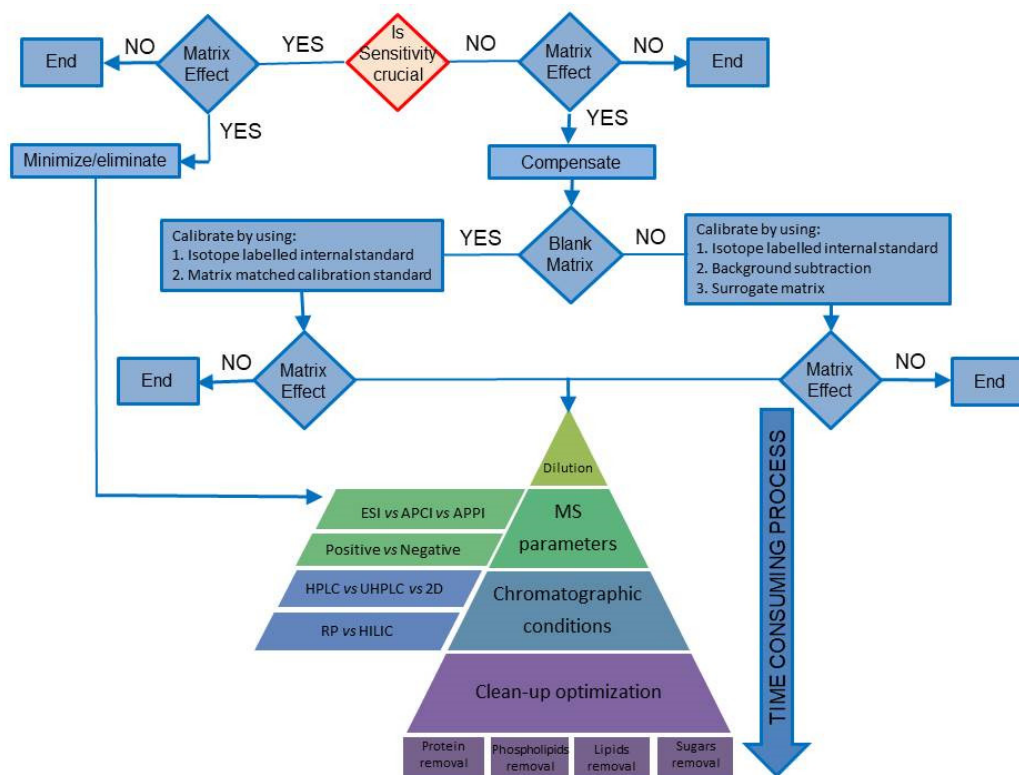 End
NO
Matrix
Effect
YES
Is
Sensitivity
crucial
NO
Matrix
Effect
NO
End
YES
YES
Minimize/eliminate
Compensate
Calibrate by using:
1. Isotope labelled internal standard
2. Matrix matched calibration standard
YES
Blank
Matrix
NO
Calibrate by using:
1. Isotope labelled internal standard
2. Background subtraction
3. Surrogate matrix
End
NO
Matrix
Effect
Matrix
Effect
NO
End
Dilution
ESI vs APCI vs APPI
MS
parameters
Positive vs Negative
HPLC vs UHPLC vs 2D
Chromatographic
conditions
RP vs HILIC
Clean-up optimization
Protein
removal
Phospholipids
removal
Lipids
removal
Sugars
removal
TIME CONSUMING PROCESS